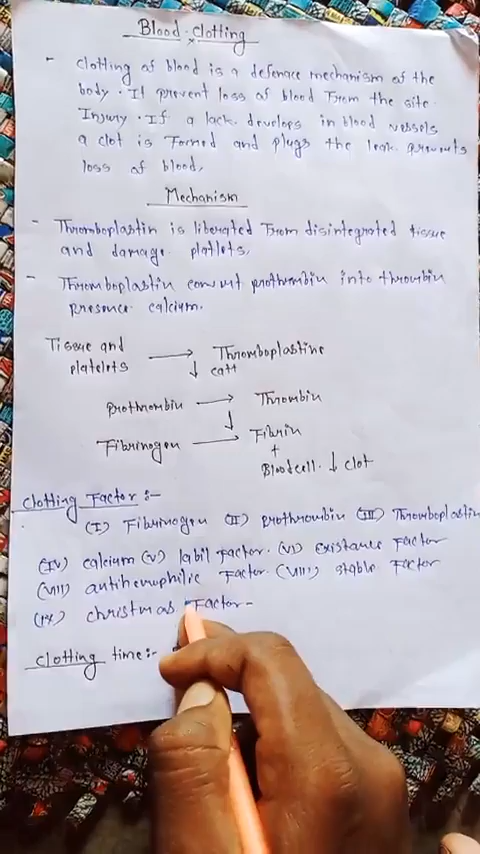 Blood clotting
- clotting of blood is a defence mechanism of the
body. It prevent loss of blood from the site
Injury. If a lack develops in blood vessels
a clot is formed and plugs the leak prevents
loss of blood,
Mechanism
- Thromboplastin is liberated from disintegrated tissue
and damage platlets,
- Thromboplastin convert prothrombin into thrombin
presence calcium.
Tissue and platelets → Thromboplastine
↓ ca++
prothrombin → Thrombin
↓
Fibrinogen → Fibrin
+
Blood cell. ↓ clot
Clotting Factor :-
(I) Fibrinogen (II) prothrombin (III) Thromboplastin
(IV) calcium (V) labil factor. (VI) Existance Factor
(VII) antihemophilic Factor (VIII) stable Factor
(IX) christmas Factor -
Clotting time :-